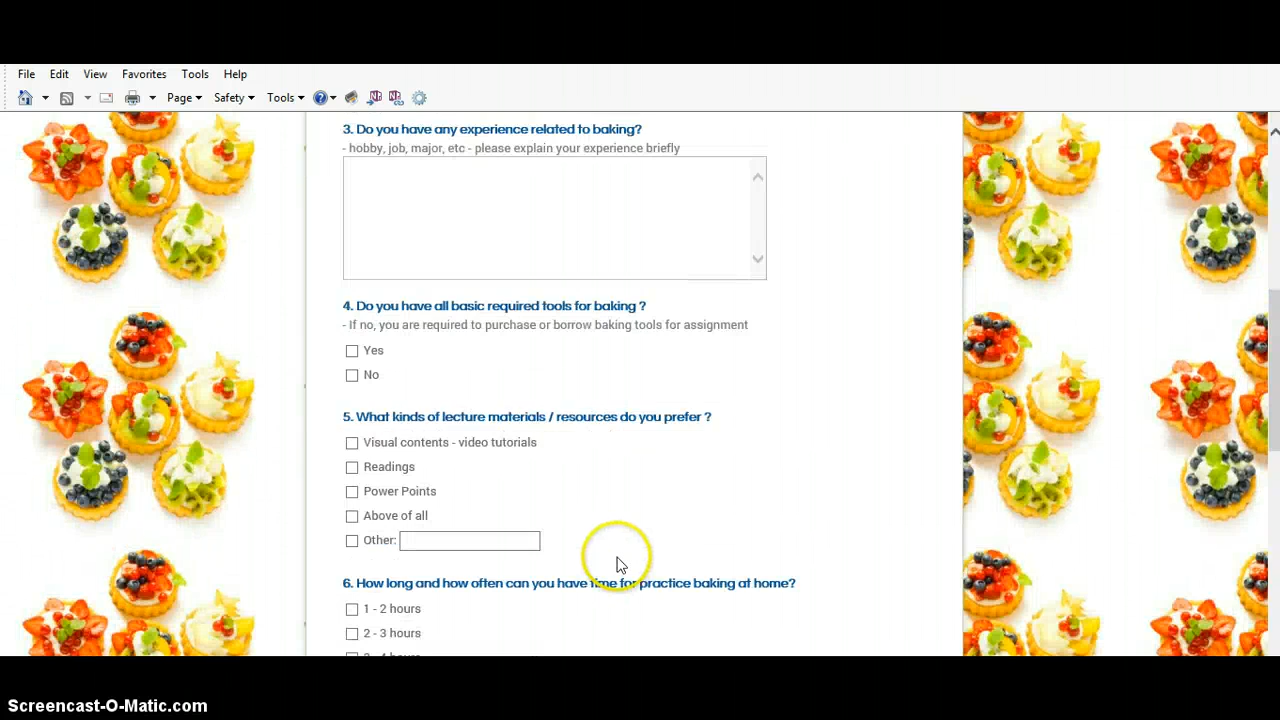 File Edit View Favorites Tools Help
Page Safety Tools
3. Do you have any experience related to baking?
- hobby, job, major, etc - please explain your experience briefly
4. Do you have all basic required tools for baking ?
- If no, you are required to purchase or borrow baking tools for assignment
Yes
No
5. What kinds of lecture materials / resources do you prefer ?
Visual contents - video tutorials
Readings
Power Points
Above of all
Other:
6. How long and how often can you have time for practice baking at home?
1 - 2 hours
2 - 3 hours
Screencast-O-Matic.com